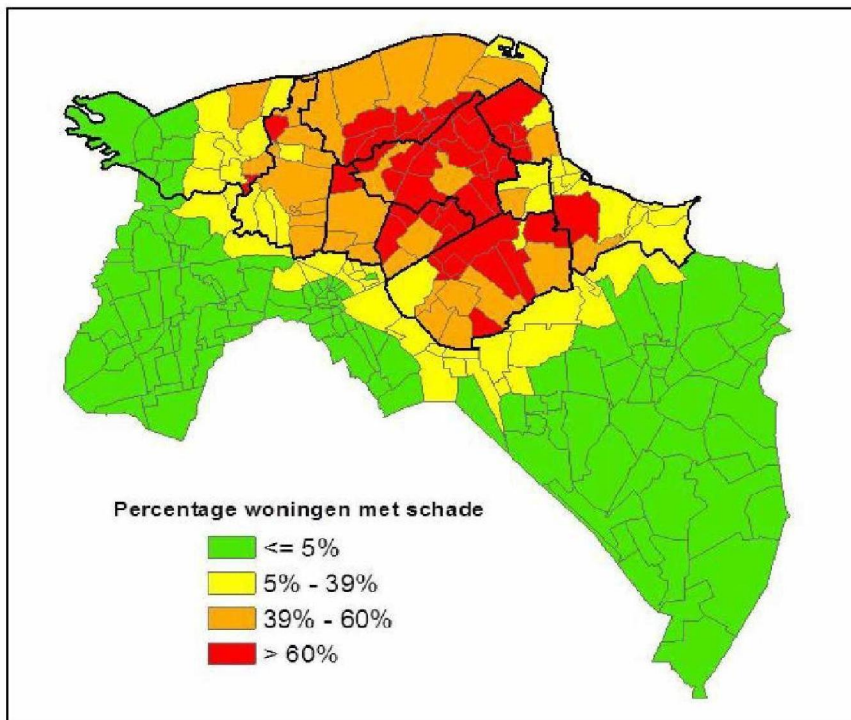 Percentage woningen met schade
<= 5%
5% - 39%
39% - 60%
> 60%